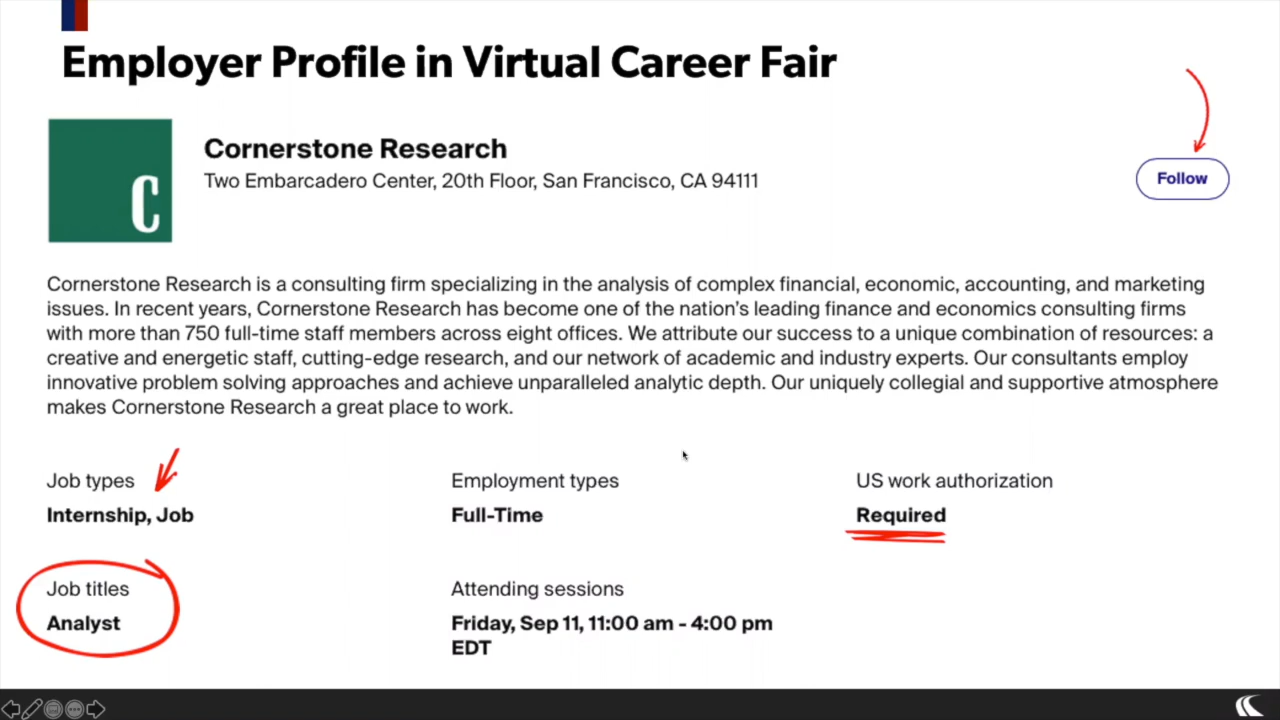 Employer Profile in Virtual Career Fair
C
Cornerstone Research
Two Embarcadero Center, 20th Floor, San Francisco, CA 94111
Follow
Cornerstone Research is a consulting firm specializing in the analysis of complex financial, economic, accounting, and marketing
issues. In recent years, Cornerstone Research has become one of the nation's leading finance and economics consulting firms
with more than 750 full-time staff members across eight offices. We attribute our success to a unique combination of resources: a
creative and energetic staff, cutting-edge research, and our network of academic and industry experts. Our consultants employ
innovative problem solving approaches and achieve unparalleled analytic depth. Our uniquely collegial and supportive atmosphere
makes Cornerstone Research a great place to work.
Job types
Internship, Job
Employment types
Full-Time
US work authorization
Required
Job titles
Analyst
Attending sessions
Friday, Sep 11, 11:00 am - 4:00 pm
EDT